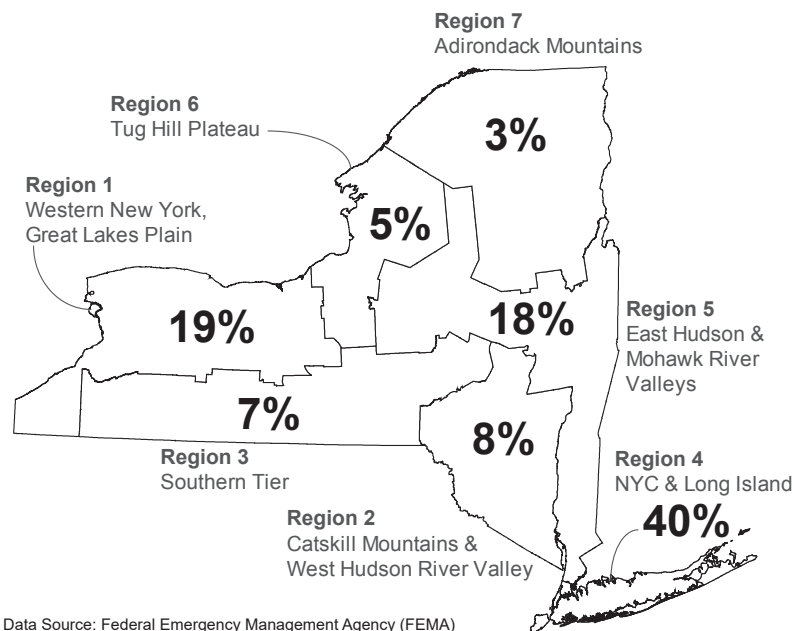 Region 7
Adirondack Mountains
Region 6
Tug Hill Plateau
3%
Region 1
Western New York,
Great Lakes Plain
5%
19%
18%
Region 5
East Hudson &
Mohawk River
Valleys
7%
8%
Region 3
Southern Tier
Region 4
NYC & Long Island
40%
Region 2
Catskill Mountains &
West Hudson River Valley
Data Source: Federal Emergency Management Agency (FEMA)